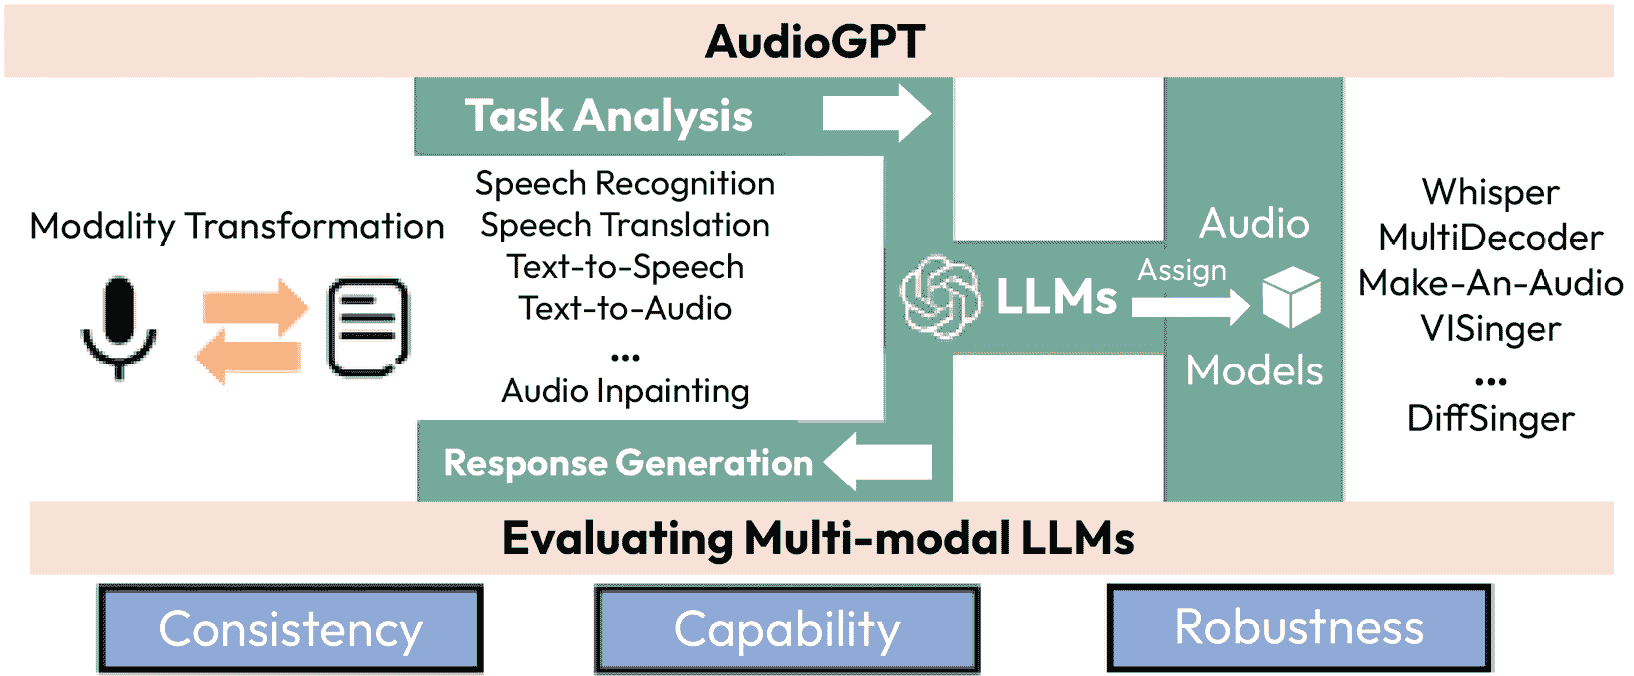 AudioGPT
Task Analysis
Modality Transformation
Speech Recognition
Speech Translation
Text-to-Speech
Text-to-Audio
...
Audio Inpainting
Response Generation
LLMs
Assign
Audio
Models
Whisper
MultiDecoder
Make-An-Audio
VISinger
...
DiffSinger
Evaluating Multi-modal LLMs
Consistency
Capability
Robustness